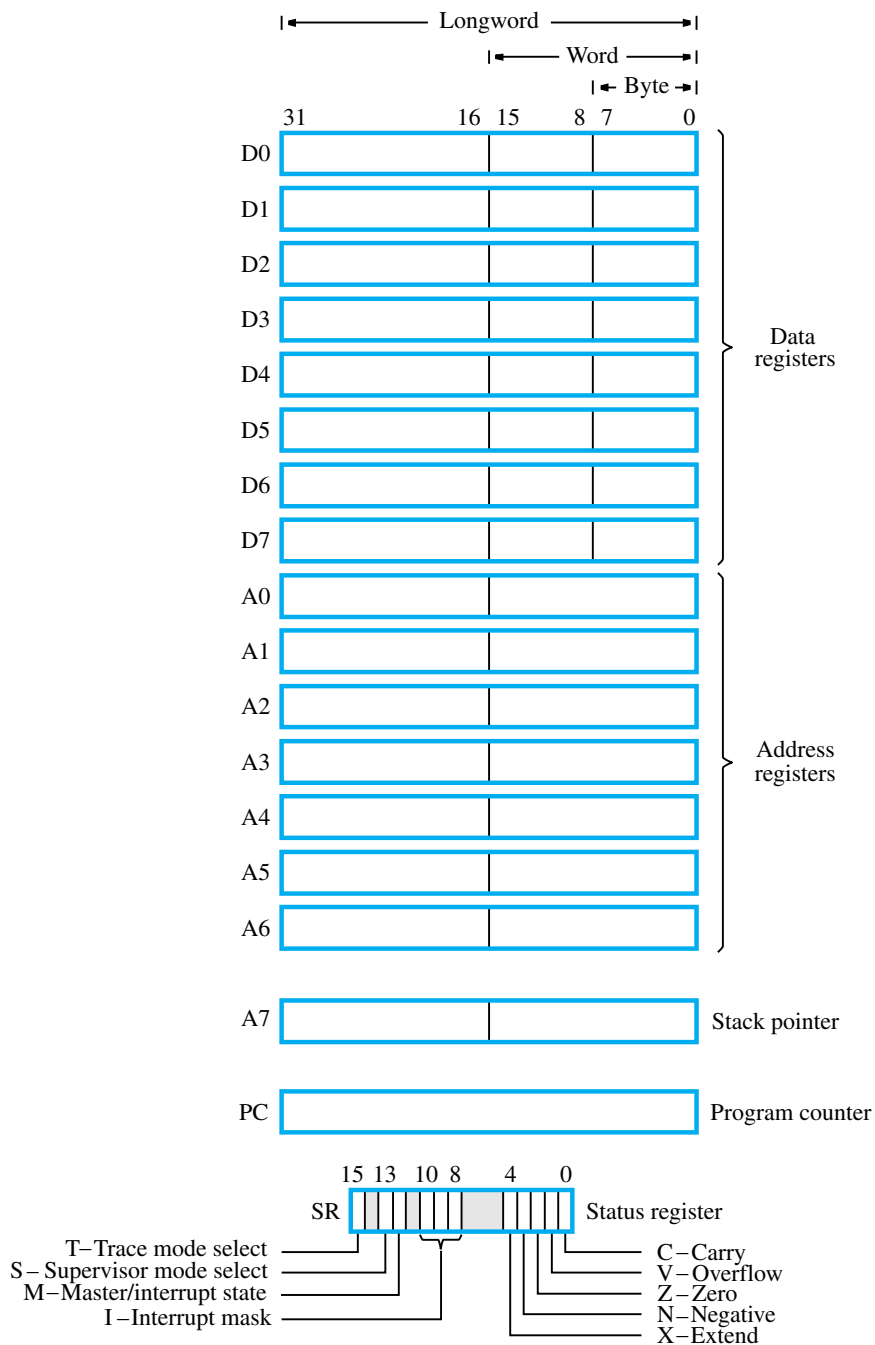 Longword
Word
Byte
31 16 15 8 7 0
D0
D1
D2
D3
Data
registers
D4
D5
D6
D7
A0
A1
A2
A3
Address
registers
A4
A5
A6
A7 Stack pointer
PC Program counter
15 13 10 8 4 0
SR Status register
T–Trace mode select
S–Supervisor mode select
M–Master/interrupt state
I–Interrupt mask
C–Carry
V–Overflow
Z–Zero
N–Negative
X–Extend